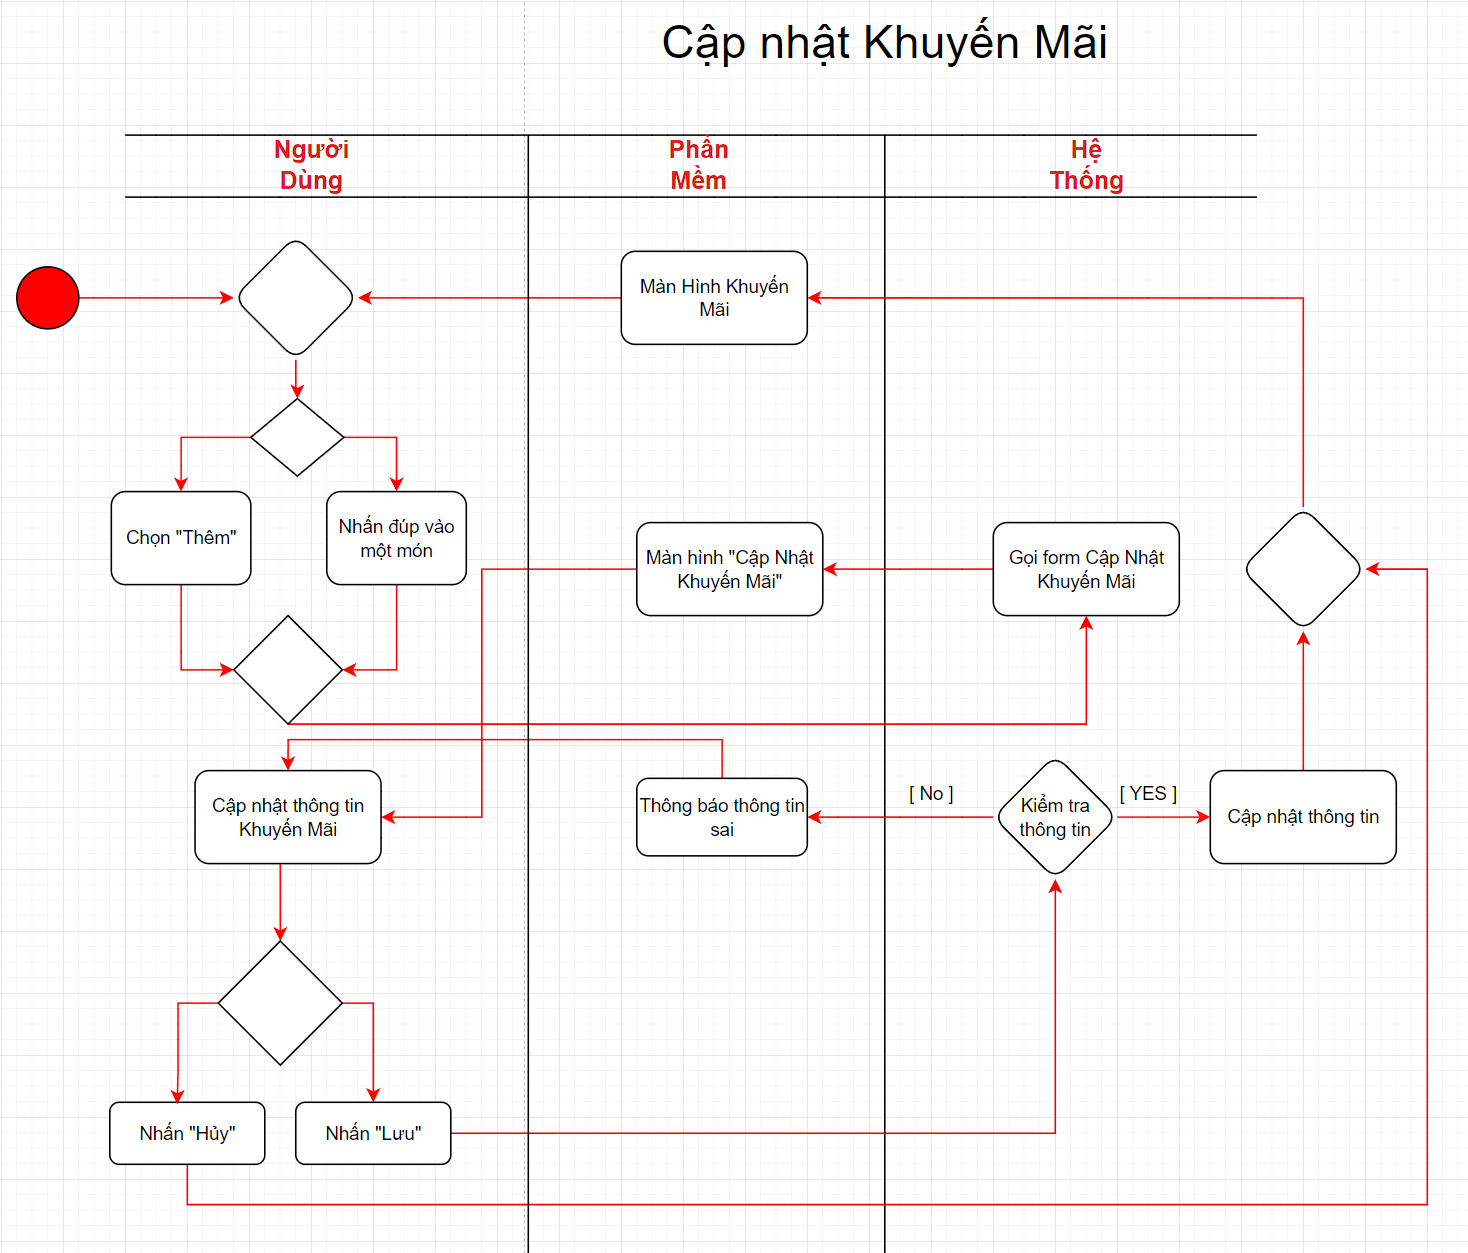 Cập nhật Khuyến Mãi
Người
Dùng
Phần
Mềm
Hệ
Thống
Màn Hình Khuyến
Mãi
Chọn "Thêm"
Nhấn đúp vào
một món
Màn hình "Cập Nhật
Khuyến Mãi"
Gọi form Cập Nhật
Khuyến Mãi
Cập nhật thông tin
Khuyến Mãi
Thông báo thông tin
sai
[ No ]
Kiểm tra
thông tin
[ YES ]
Cập nhật thông tin
Nhấn "Hủy"
Nhấn "Lưu"